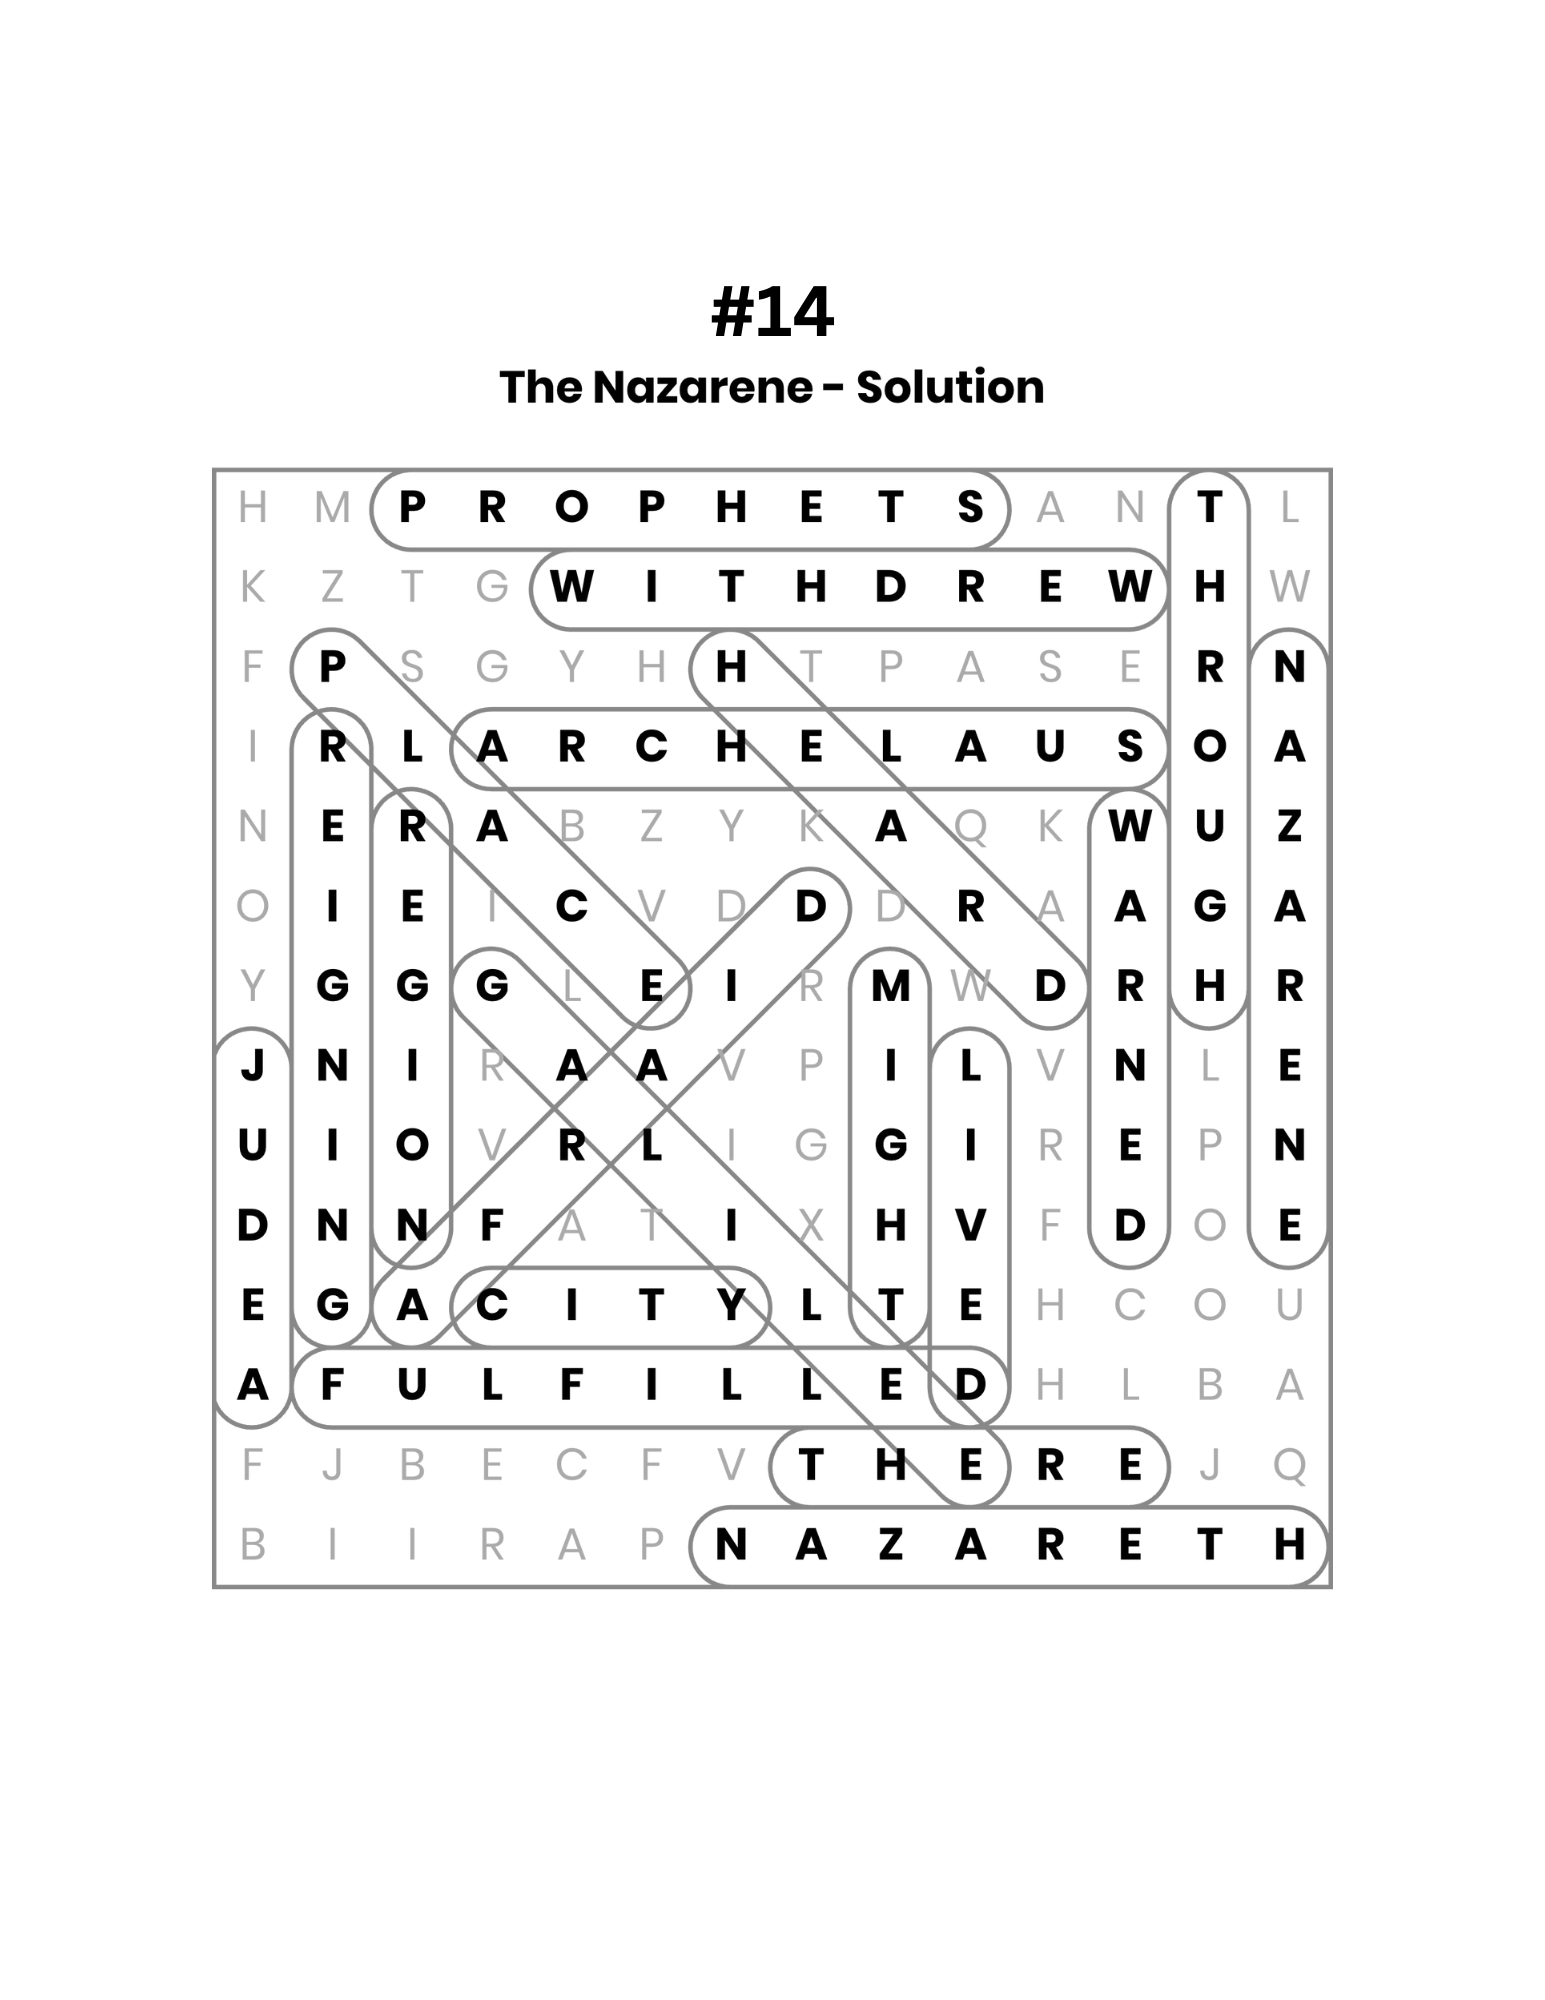 #14
The Nazarene - Solution
H M P R O P H E T S A N T L
K Z T G W I T H D R E W H W
F P S G Y H H T P A S E R N
I R L A R C H E L A U S O A
N E R A B Z Y K A Q K W U Z
O I E I C V D D D R A A G A
Y G G G L E I R M W D R H R
J N I R A A V P I L V N L E
U I O V R L I G G I R E P N
D N N F A T I X H V F D O E
E G A C I T Y L T E H C O U
A F U L F I L L E D H L B A
F J B E C F V T H E R E J Q
B I I R A P N A Z A R E T H